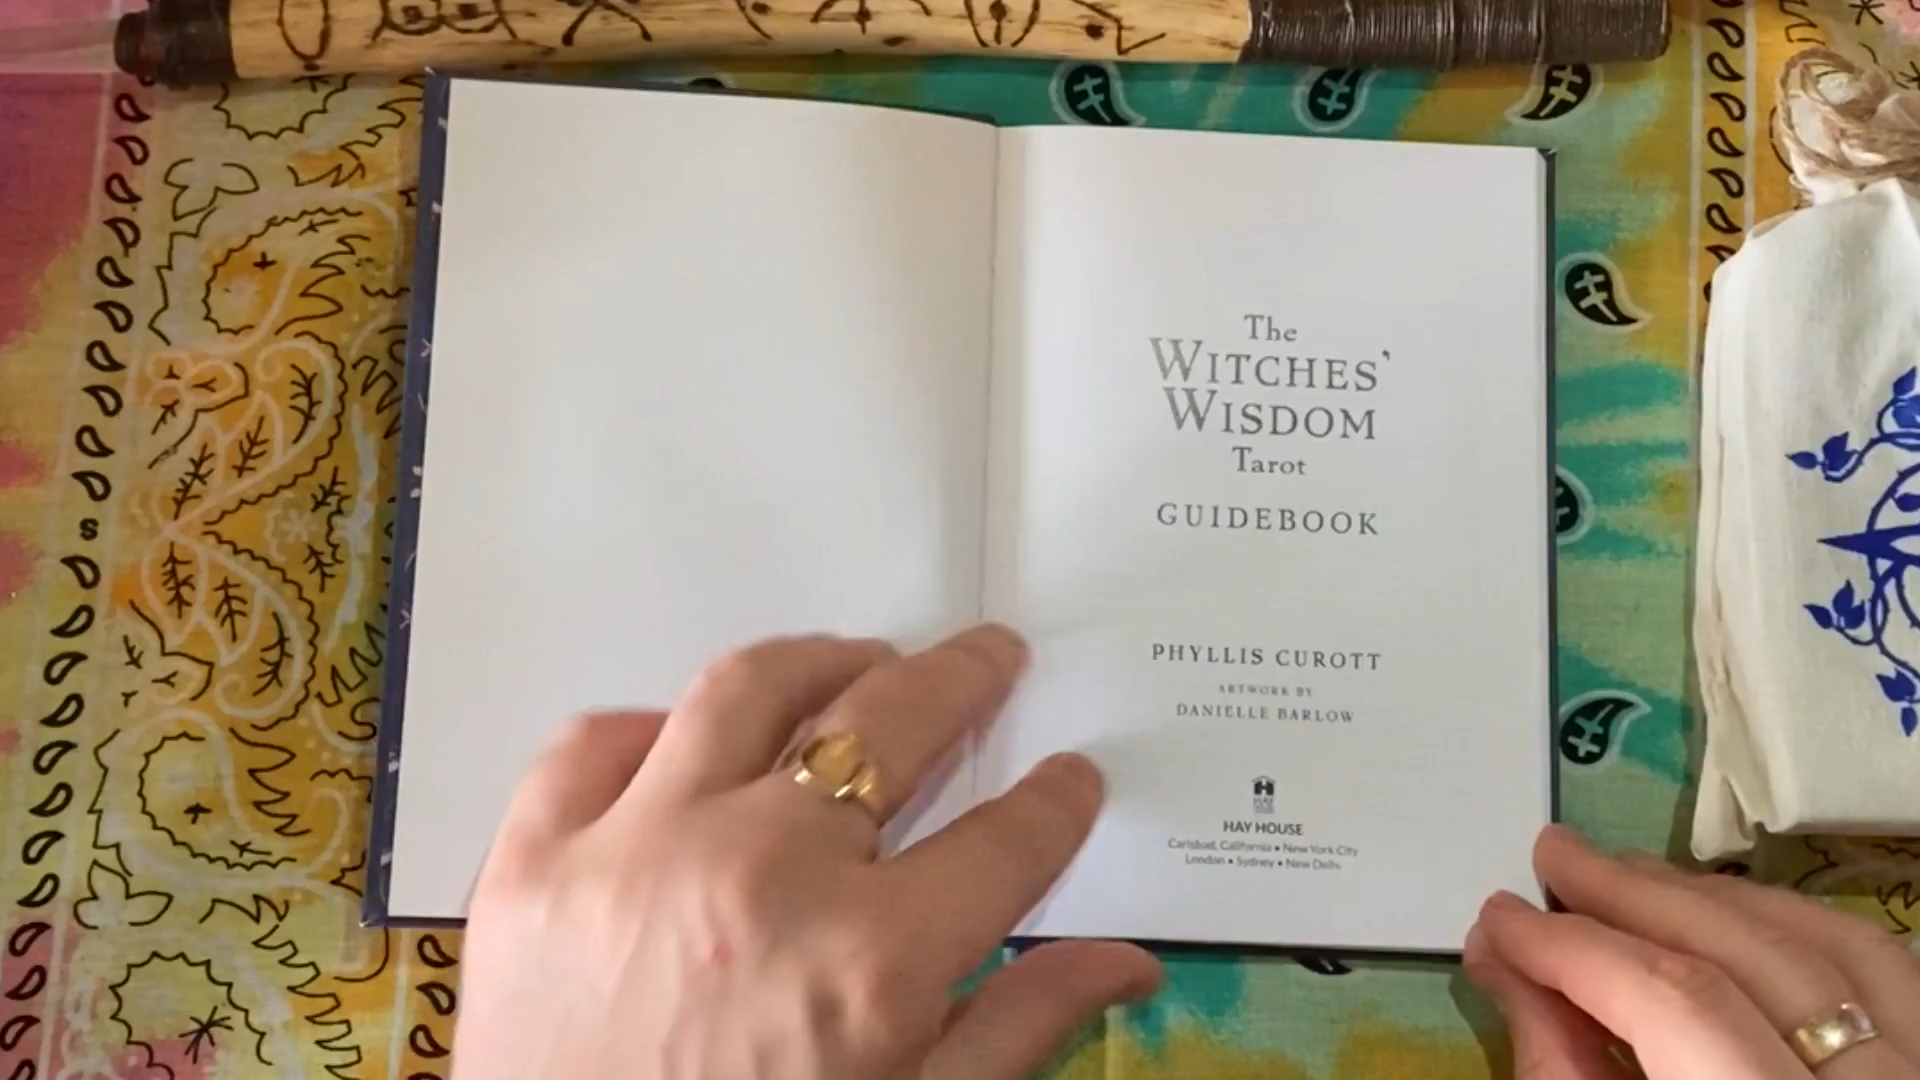 The
WITCHES'
WISDOM
Tarot
GUIDEBOOK
PHYLLIS CUROTT
ARTWORK BY
DANIELLE BARLOW
HAY
HAY HOUSE
Carlsbad, California • New York City
London • Sydney • New Delhi